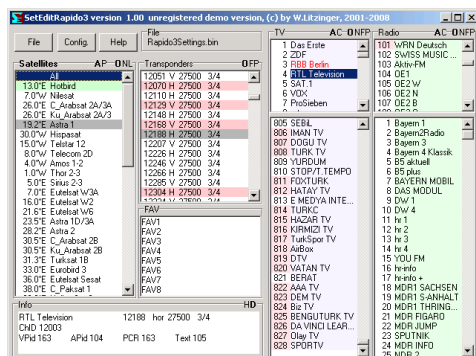 SetEditRapido3 version 1.00 unregistered demo version, (c) by W.Litzinger, 2001-2008
File Config. Help
File
Rapido3Settings.bin
Satellites AP ONL
All
13.0°E Hotbird
7.0°W Nilesat
26.0°E C_Arabsat 2A/3A
26.0°E Ku_Arabsat 2A/3
19.2°E Astra 1
30.0°W Hispasat
15.0°W Telstar 12
8.0°W Telecom 2D
4.0°W Amos 1-2
1.0°W Thor 2-3
5.0°E Sirius 2-3
7.0°E Eutelsat W3A
16.0°E Eutelsat W2
21.6°E Eutelsat W6
23.5°E Astra 1D/3A
28.2°E Astra 2
30.5°E C_Arabsat 2B
30.5°E Ku_Arabsat 2B
31.3°E Turksat 1B
33.0°E Eurobird 3
36.0°E Eutelsat Sesat
38.0°E C_Paksat 1
Transponders OFP
12051 V 27500 3/4
12070 H 27500 3/4
12110 H 27500 3/4
12129 V 27500 3/4
12148 H 27500 3/4
12168 V 27500 3/4
12188 H 27500 3/4
12207 V 27500 3/4
12226 H 27500 3/4
12246 V 27500 3/4
12266 H 27500 3/4
12285 V 27500 3/4
12304 H 27500 3/4
12324 V 27500 3/4
FAV
FAV1
FAV2
FAV3
FAV4
FAV5
FAV6
FAV7
FAV8
Info HD-
RTL Television 12188 hor 27500 3/4
ChID 12003
VPid 163 APid 104 PCR 163 Text 105
TV AC ONFP
1 Das Erste
2 ZDF
3 RBB Berlin
4 RTL Television
5 SAT.1
6 VOX
7 ProSieben
805 SEBIL
806 IMAN TV
807 DOGU TV
808 TURK TV
809 YURDUM
810 STOP/T.TEMPO
811 FOXTURK
812 HATAY TV
813 E MEDYA INTE...
814 TURKC
815 HAZAR TV
816 KIRMIZI TV
817 TurkSpor TV
818 AirBox
819 DTV
820 VATAN TV
821 BERAT
822 AAA TV
823 DEM TV
824 Biz TV
825 BENGUTURK TV
826 DA VINCI LEAR...
827 Olay TV
828 SPORTV
Radio AC ONFP
101 WRN Deutsch
102 SWISS MUSIC ...
103 Aktiv-FM
104 OE1
105 OE2 W
106 OE2 N
107 OE2 B
1 Bayern 1
2 Bayern2Radio
3 Bayern 3
4 Bayern 4 Klassik
5 B5 aktuell
6 B5 plus
7 BAYERN MOBIL
8 DAS MODUL
9 DW 1
10 DW 4
11 hr 1
12 hr 2
13 hr 3
14 hr 4
15 YOU FM
16 hr-info
17 hr-info +
18 MDR1 SACHSEN
19 MDR1 S-ANHALT
20 MDR1 THRING...
21 MDR FIGARO
22 MDR JUMP
23 SPUTNIK
24 MDR INFO
25 NDR 2